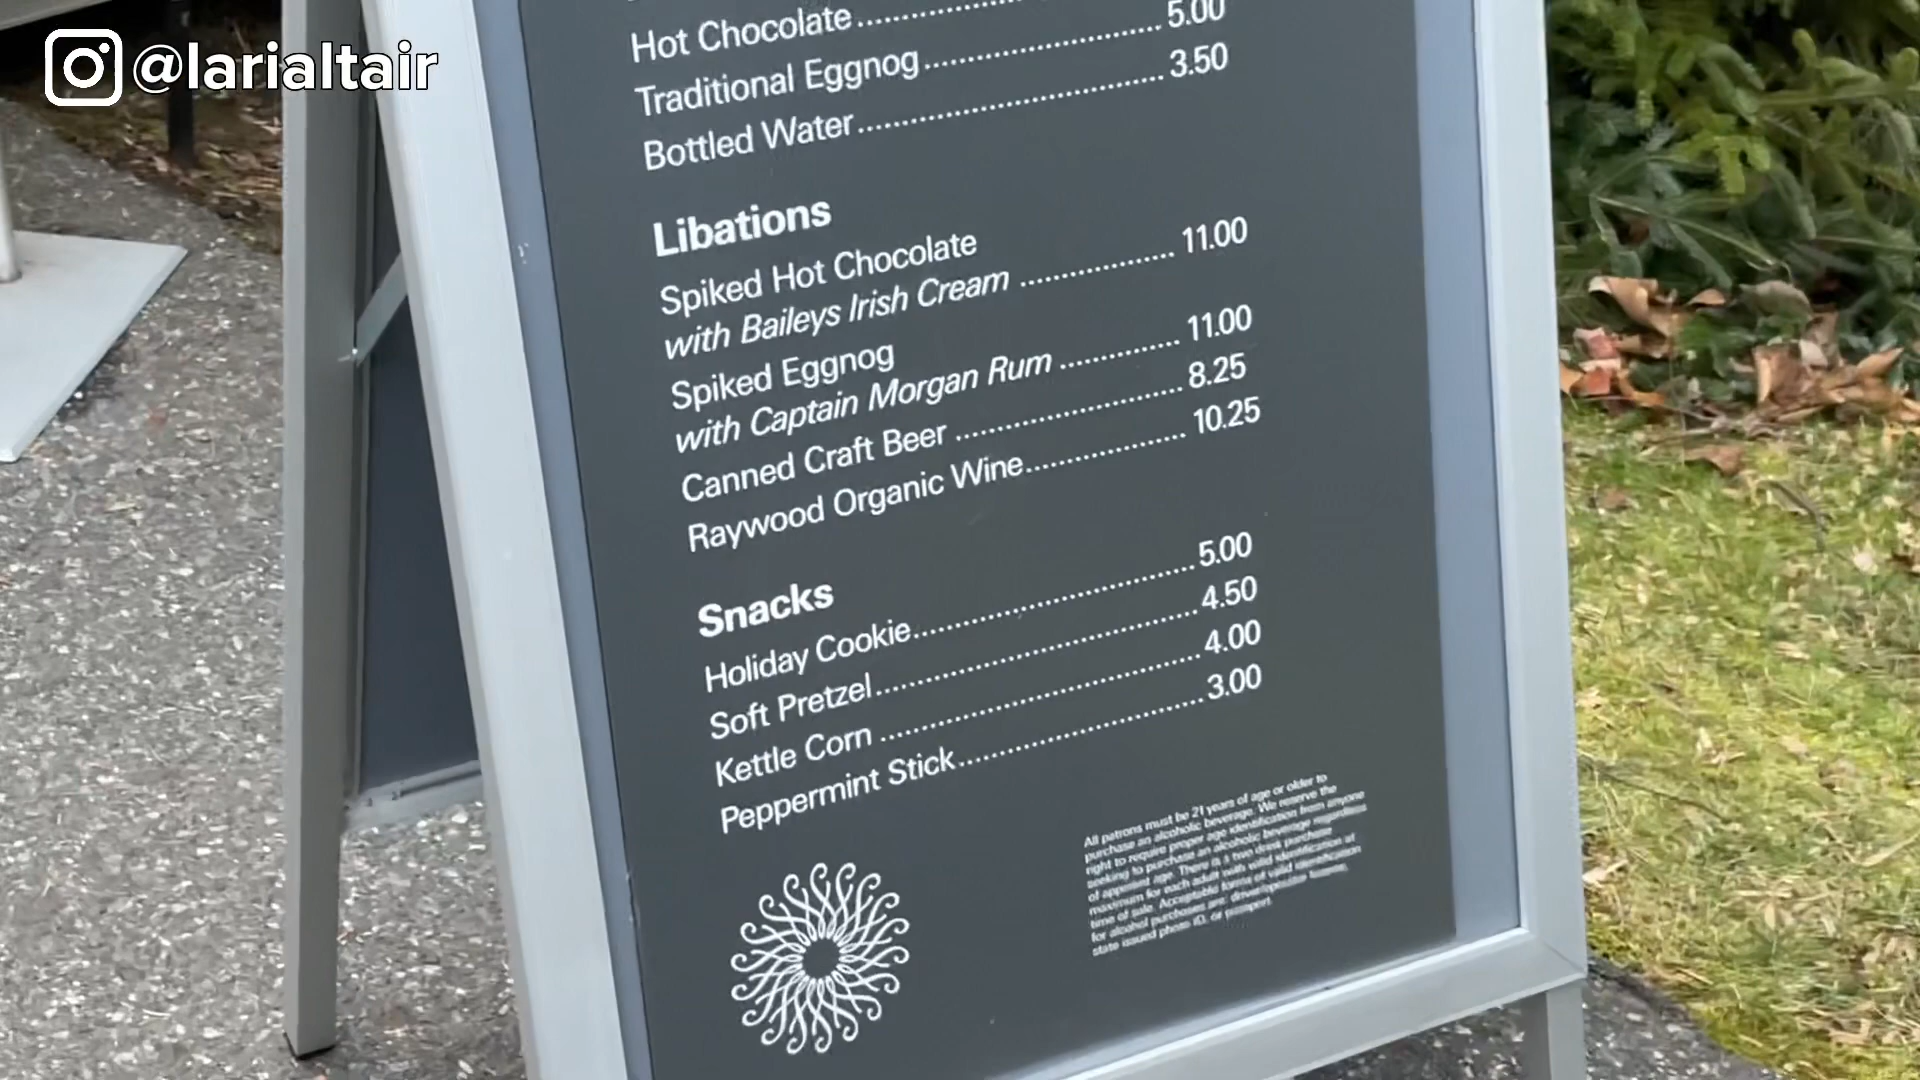 @larialtair
Hot Chocolate
Traditional Eggnog 5.00
Bottled Water 3.50
Libations
Spiked Hot Chocolate
with Baileys Irish Cream 11.00
Spiked Eggnog
with Captain Morgan Rum 11.00
Canned Craft Beer 8.25
Raywood Organic Wine 10.25
Snacks
Holiday Cookie 5.00
Soft Pretzel 4.50
Kettle Corn 4.00
Peppermint Stick 3.00
All patrons must be 21 years of age or older to
purchase an alcoholic beverage. We reserve the
right to require proper age identification from anyone
seeking to purchase an alcoholic beverage regardless
of apparent age. There is a two drink purchase
maximum for each adult with valid identification at
time of sale. Acceptable forms of valid identification
for alcohol purchases are: driver/operator license,
state issued photo ID, or passport.